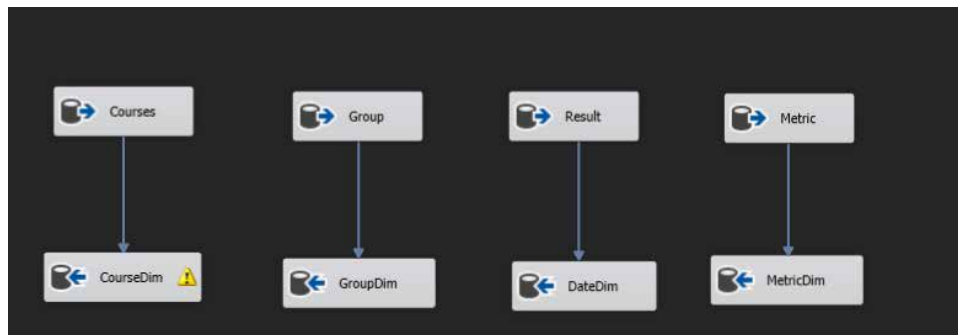 Courses
Group
Result
Metric
CourseDim
GroupDim
DateDim
MetricDim